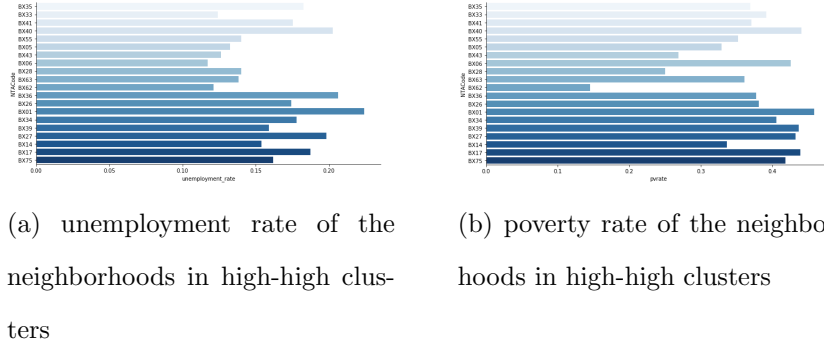 BX35
BX33
BX41
BX40
BX55
BX05
BX43
BX06
BX28
BX63
BX62
BX36
BX26
BX01
BX34
BX39
BX27
BX14
BX17
BX75
NTACode
0.00 0.05 0.10 0.15 0.20
unemployment_rate
BX35
BX33
BX41
BX40
BX55
BX05
BX43
BX06
BX28
BX63
BX62
BX36
BX26
BX01
BX34
BX39
BX27
BX14
BX17
BX75
NTACode
0.0 0.1 0.2 0.3 0.4
pvrate
(a) unemployment rate of the
neighborhoods in high-high clus-
ters
(b) poverty rate of the neighbo
hoods in high-high clusters